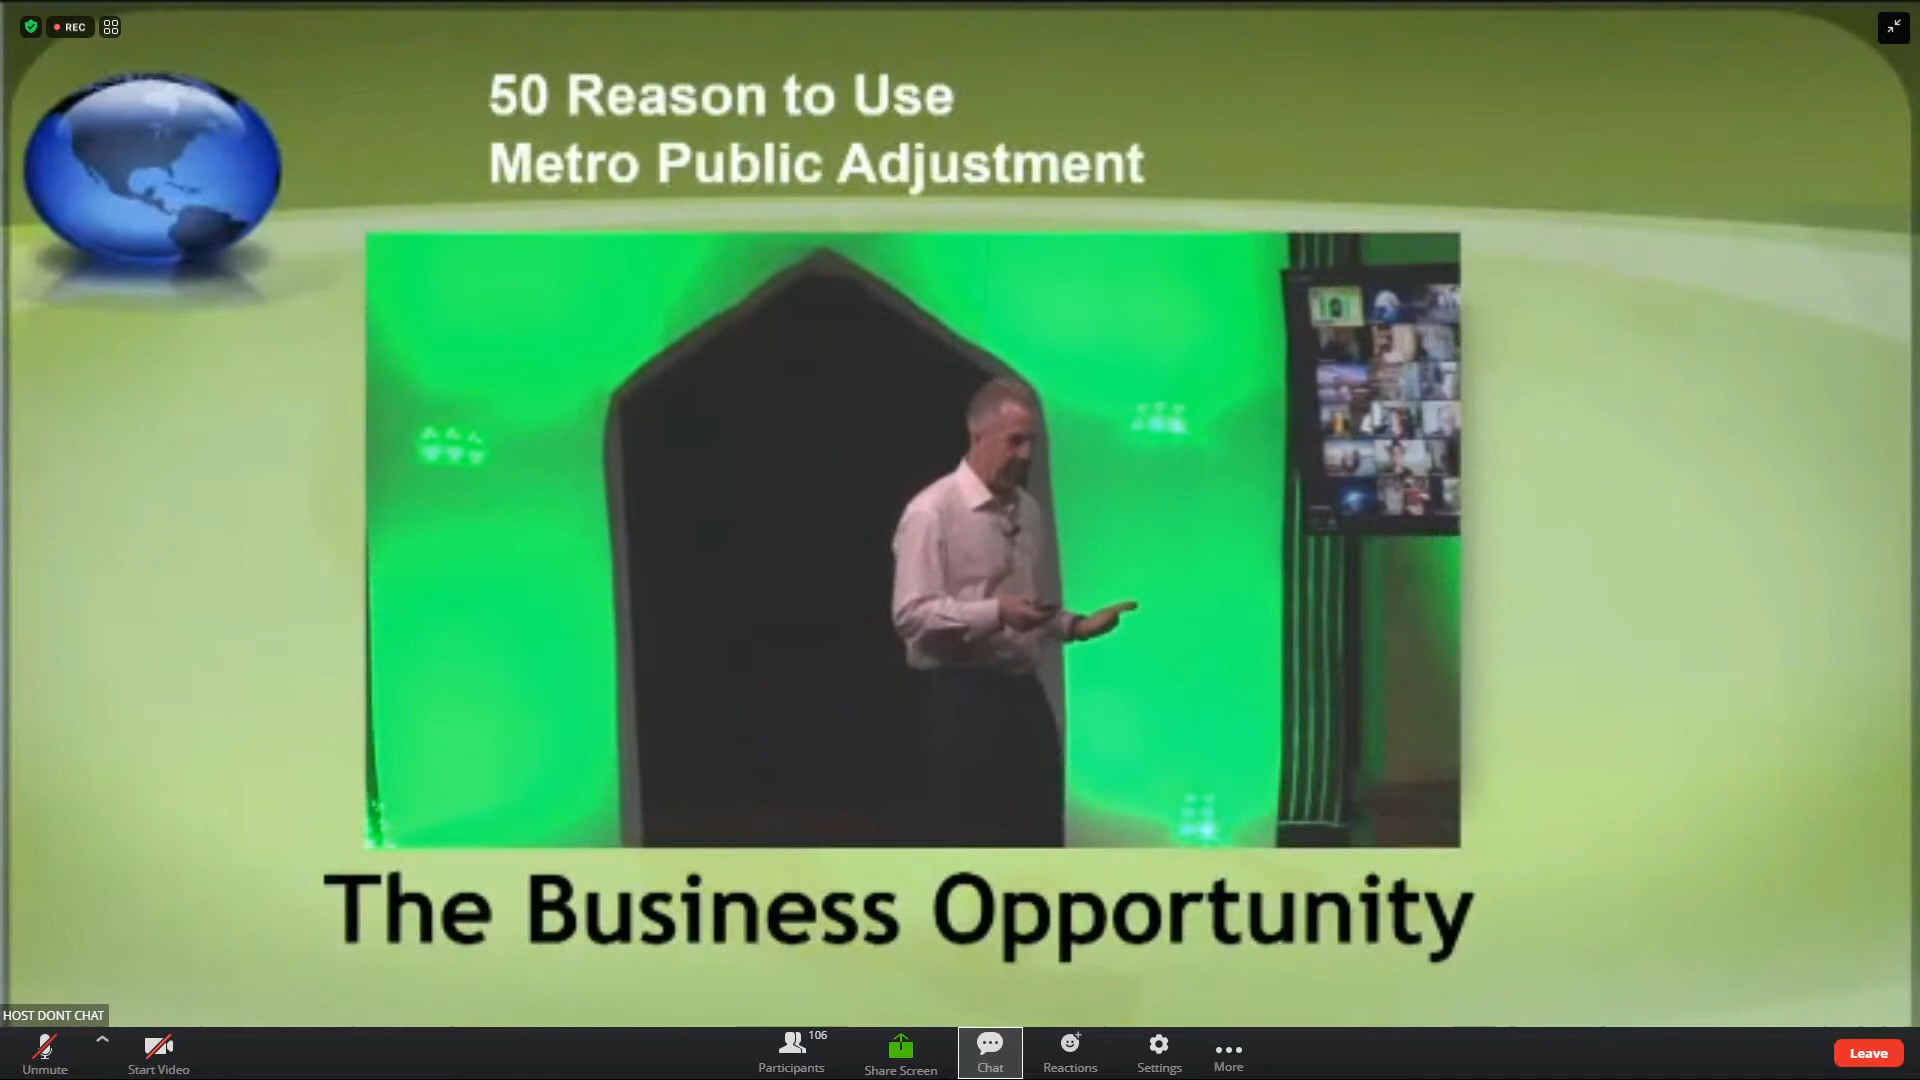 REC
50 Reason to Use
Metro Public Adjustment
The Business Opportunity
HOST DONT CHAT
Unmute
Start Video
Participants
106
Share Screen
Chat
Reactions
Settings
More
Leave